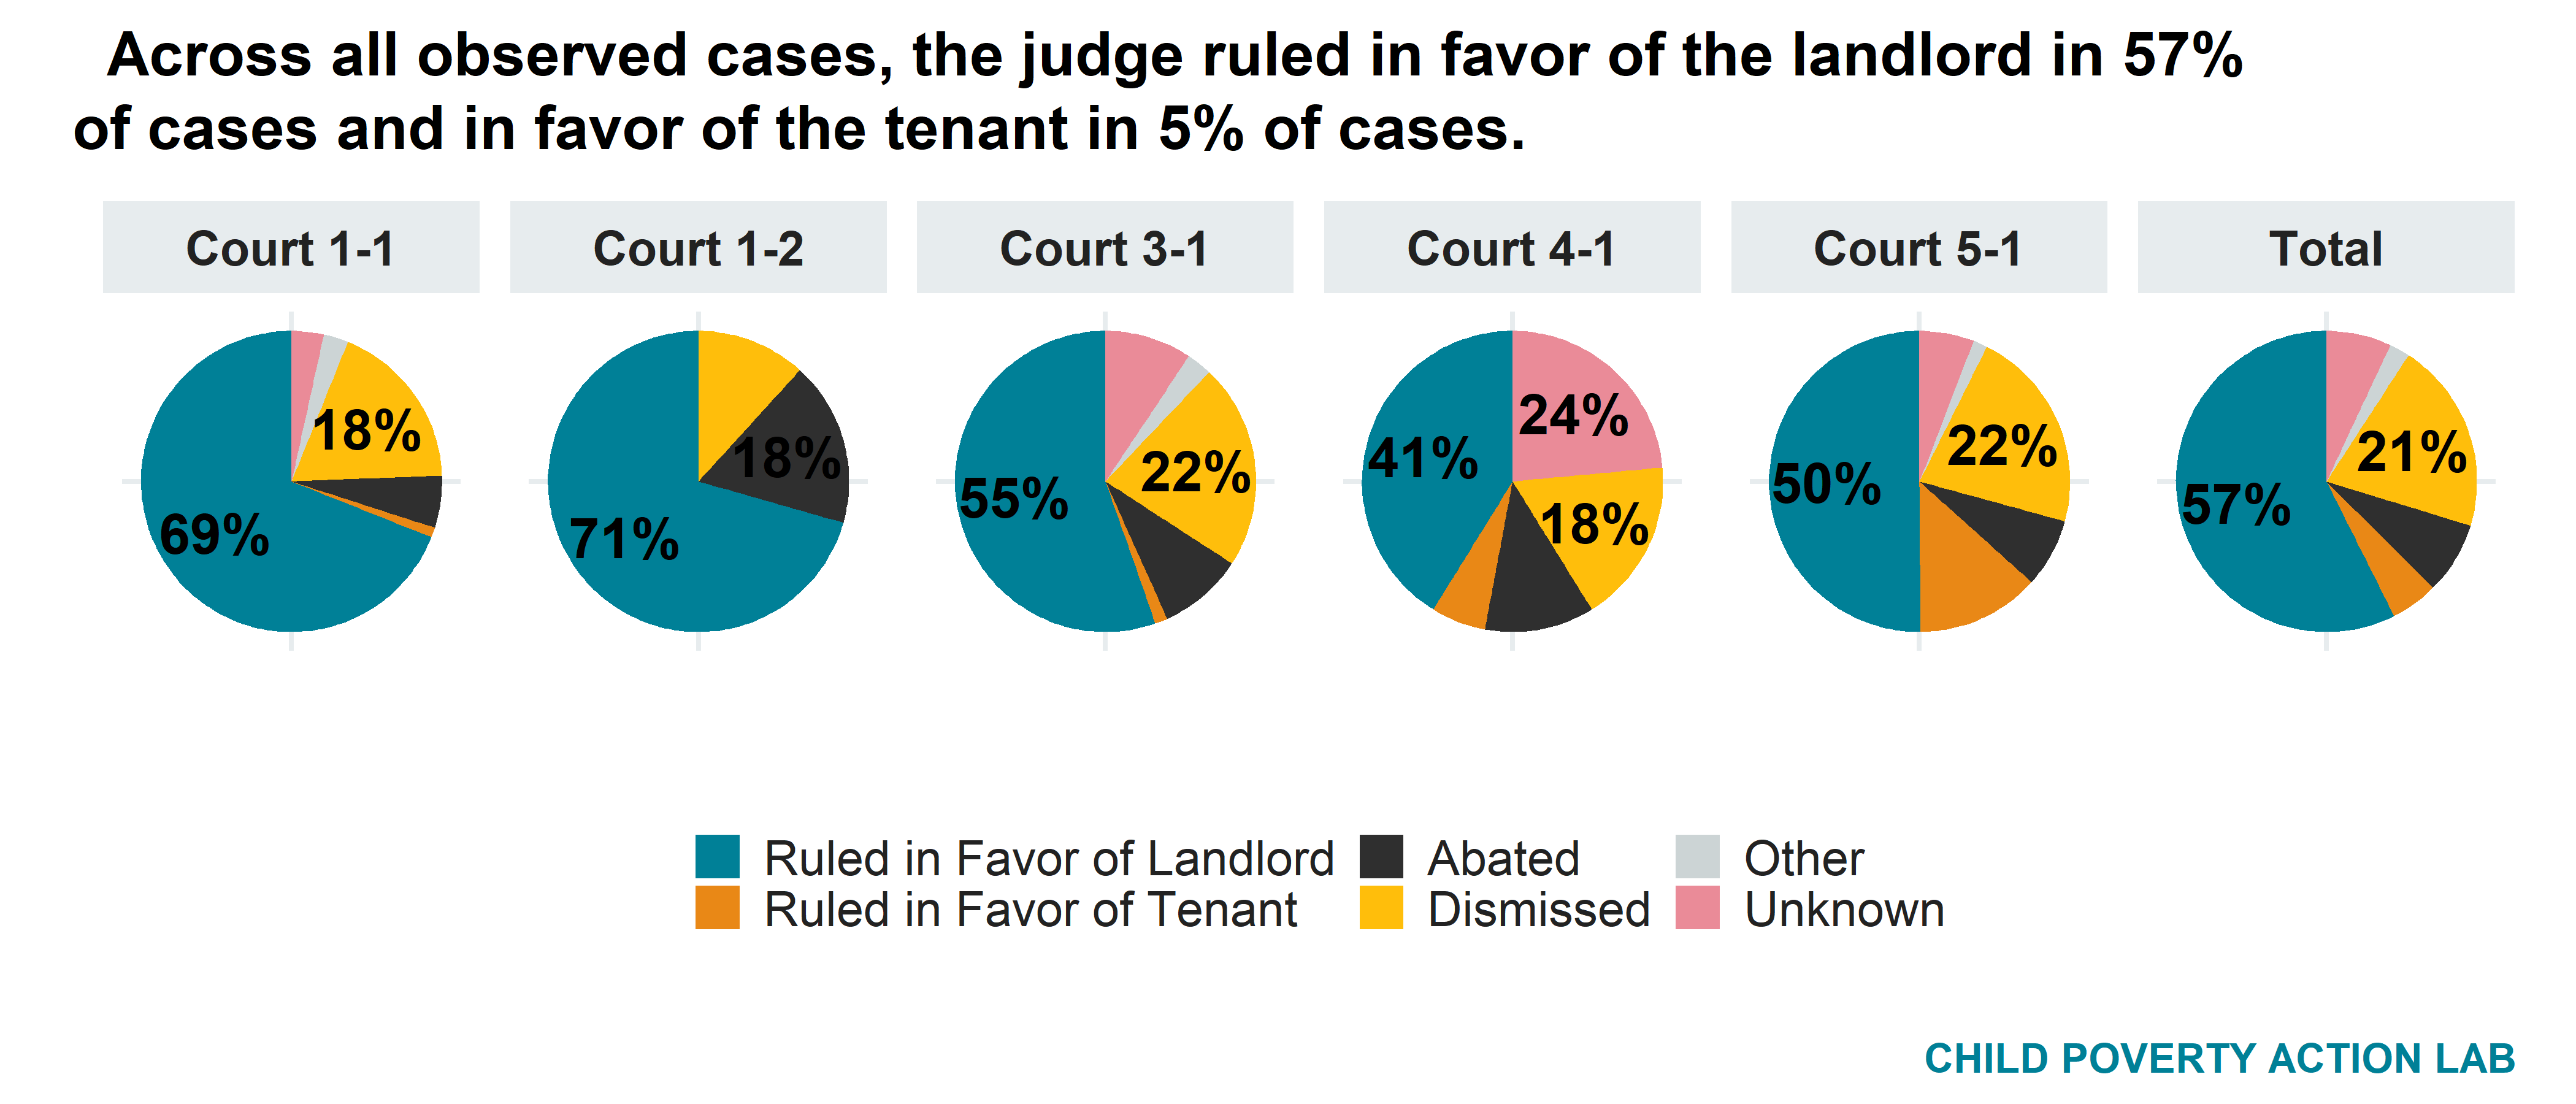 Across all observed cases, the judge ruled in favor of the landlord in 57%
of cases and in favor of the tenant in 5% of cases.
Court 1-1
Court 1-2
Court 3-1
Court 4-1
Court 5-1
Total
18%
69%
18%
71%
22%
55%
24%
41%
18%
22%
50%
21%
57%
Ruled in Favor of Landlord
Abated
Other
Ruled in Favor of Tenant
Dismissed
Unknown
CHILD POVERTY ACTION LAB